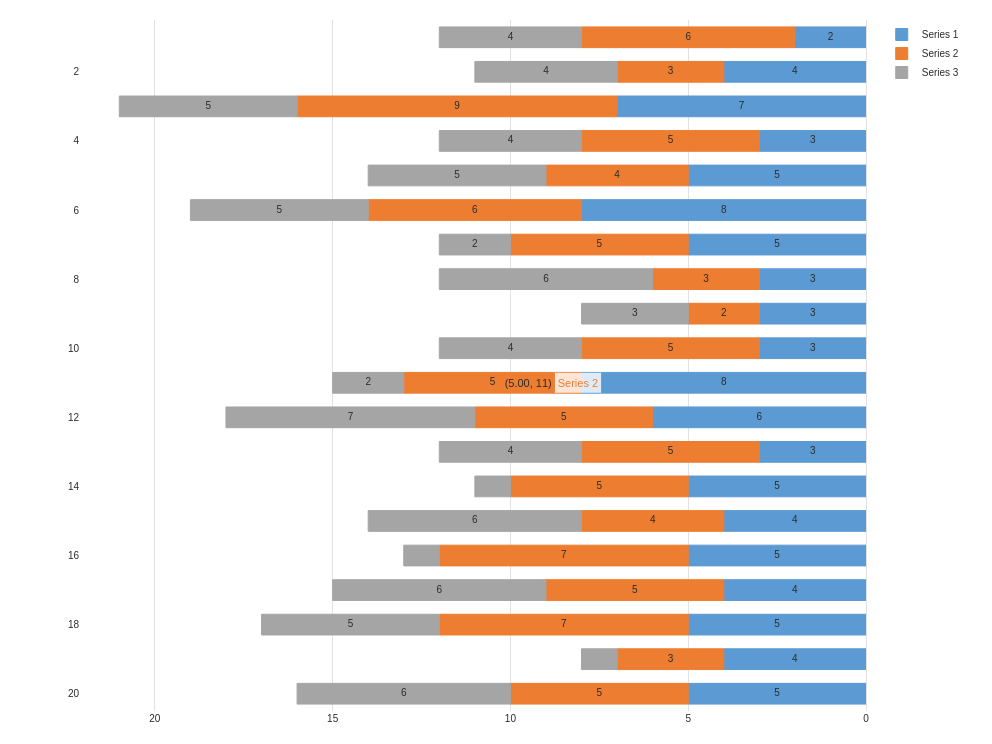 4 6 2 Series 1
Series 2
2 4 3 4 Series 3
5 9 7
4 4 5 3
5 4 5
6 5 6 8
2 5 5
8 6 3 3
3 2 3
10 4 5 3
2 5 (5.00, 11) Series 2 8
12 7 5 6
4 5 3
14 5 5
6 4 4
16 7 5
6 5 4
18 5 7 5
3 4
20 6 5 5
20 15 10 5 0